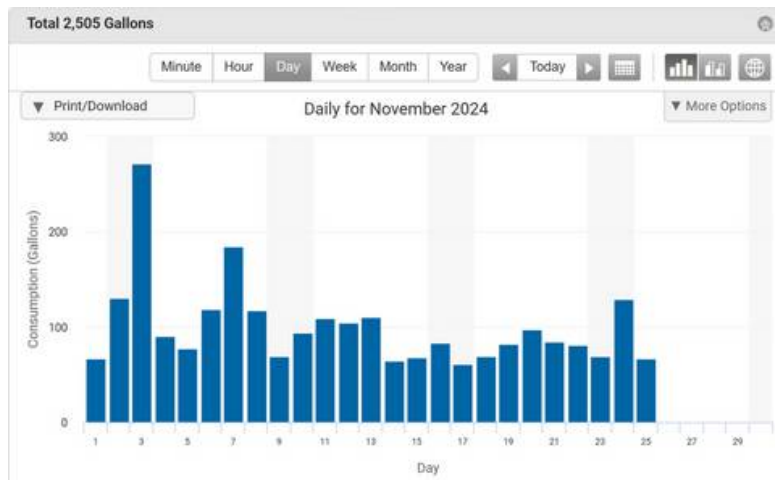 Total 2,505 Gallons
Minute Hour Day Week Month Year Today
Print/Download
Daily for November 2024
More Options
300
200
100
0
Consumption (Gallons)
1 3 5 7 9 11 13 15 17 19 21 23 25 27 29
Day